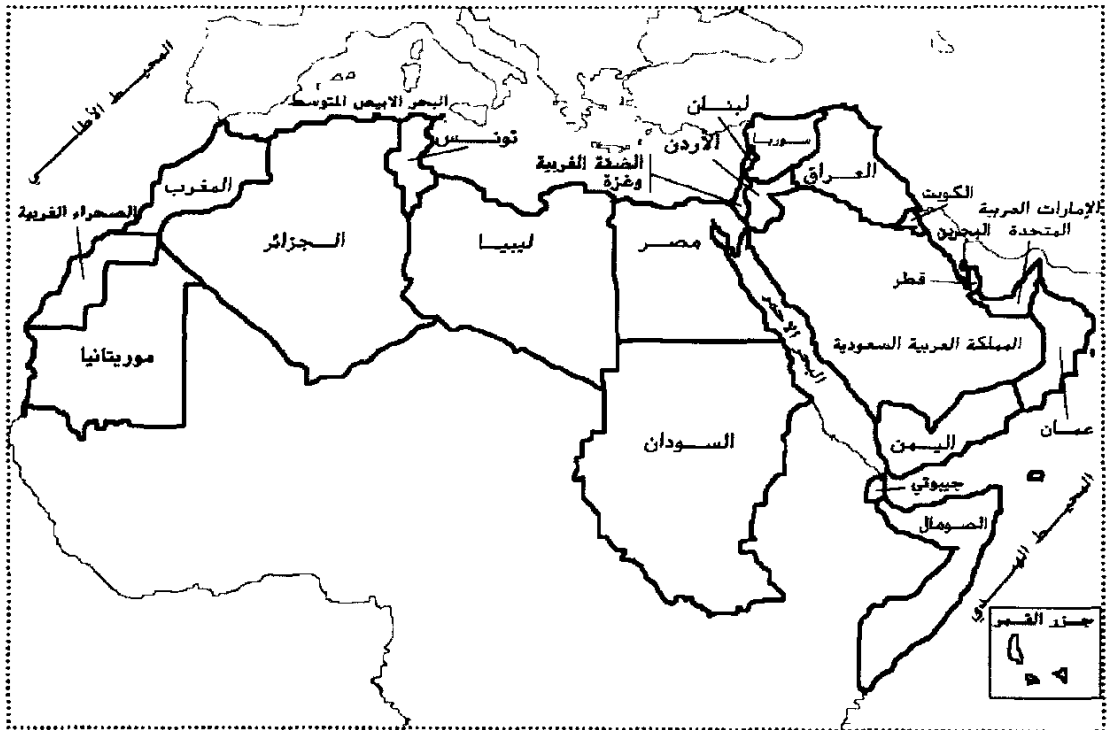 المحيط الأطلسي
البحر الابيض المتوسط
لبنان
سوريا
تونس
الأردن
الضفة الغربية
وغزة
العراق
المغرب
الكويت
الصحراء الغربية
الإمارات العربية
المتحدة
البحرين
الجزائر
ليبيا
مصر
قطر
البحر الاحمر
المملكة العربية السعودية
موريتانيا
السودان
اليمن
عمان
جيبوتي
الصومال
المحيط الهندي
جزر القمر